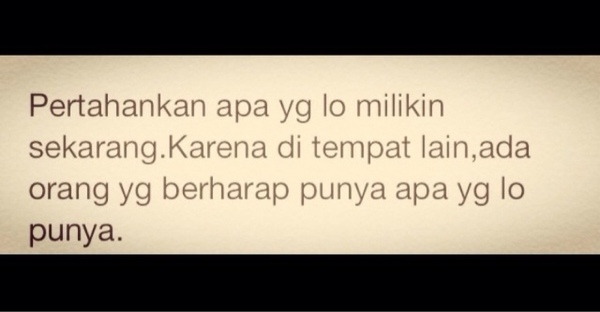 Pertahankan apa yg lo milikin
sekarang.Karena di tempat lain,ada
orang yg berharap punya apa yg lo
punya.